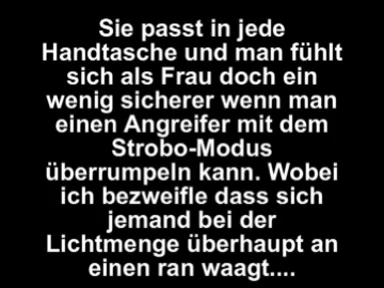 Sie passt in jede
Handtasche und man fühlt
sich als Frau doch ein
wenig sicherer wenn man
einen Angreifer mit dem
Strobo-Modus
überrumpeln kann. Wobei
ich bezweifle dass sich
jemand bei der
Lichtmenge überhaupt an
einen ran waagt....